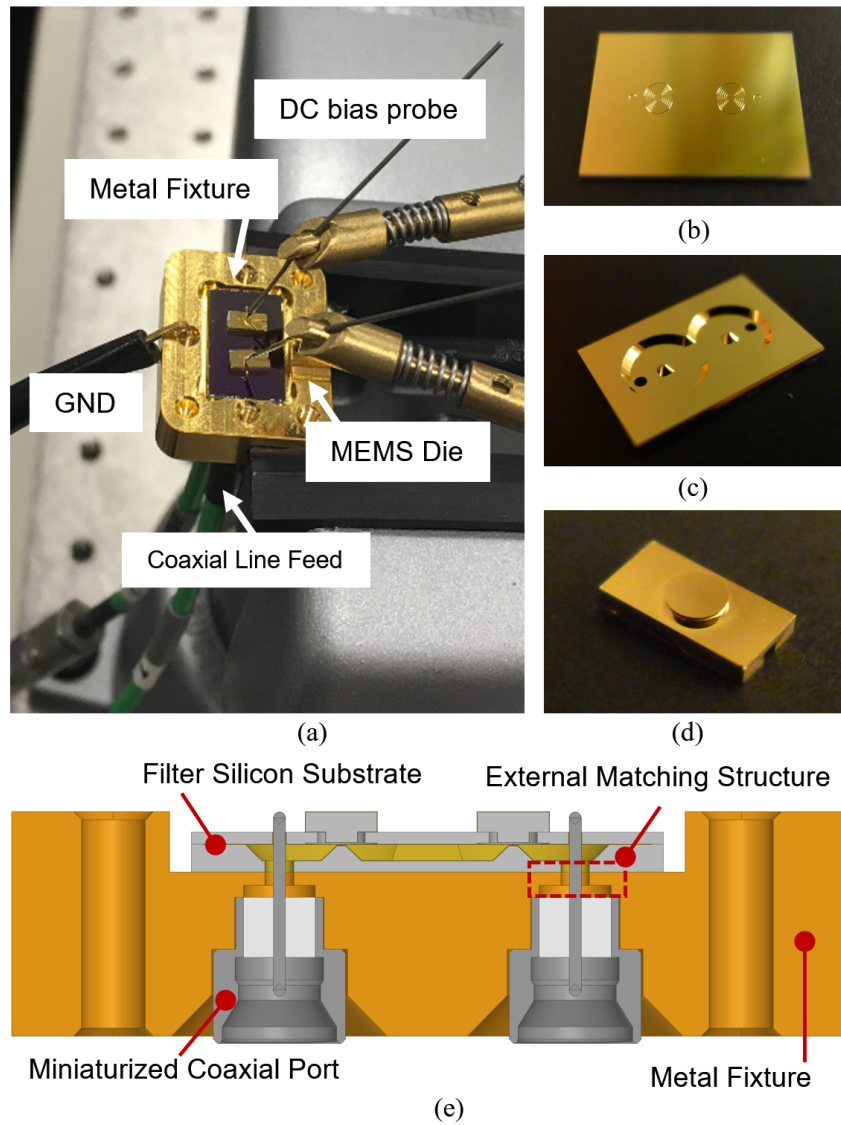 DC bias probe
Metal Fixture
GND
MEMS Die
Coaxial Line Feed
(a)
(b)
(c)
(d)
Filter Silicon Substrate
External Matching Structure
Miniaturized Coaxial Port
Metal Fixture
(e)